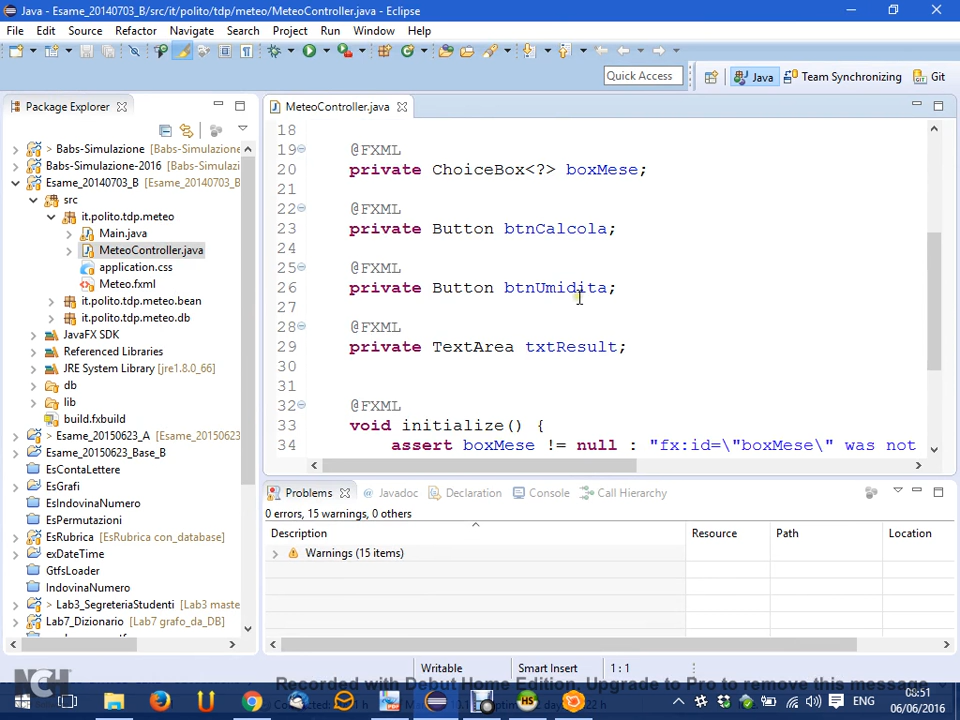 Java - Esame_20140703_B/src/it/polito/tdp/meteo/MeteoController.java - Eclipse
File Edit Source Refactor Navigate Search Project Run Window Help
Quick Access
Java
Team Synchronizing
Git
Package Explorer
> Babs-Simulazione (Babs-Simulazi
Babs-Simulazione-2016 (Babs-Simulazi
Esame_20140703_B (Esame_20140703_
src
it.polito.tdp.meteo
Main.java
MeteoController.java
application.css
Meteo.fxml
it.polito.tdp.meteo.bean
it.polito.tdp.meteo.db
JavaFX SDK
Referenced Libraries
JRE System Library [jre1.8.0_66]
db
lib
build.fxbuild
> Esame_20150623_A (Esame_20150623
Esame_20150623_Base_B
EsContaLettere
EsGrafi
EsIndovinaNumero
EsPermutazioni
EsRubrica (EsRubrica con_database)
exDateTime
GtfsLoader
IndovinaNumero
> Lab3_SegreteriaStudenti (Lab3 master
Lab7_Dizionario (Lab7 grafo_da_DB)
MeteoController.java
18
19 @FXML
20 private ChoiceBox<?> boxMese;
21
22 @FXML
23 private Button btnCalcola;
24
25 @FXML
26 private Button btnUmidita;
27
28 @FXML
29 private TextArea txtResult;
30
31
32 @FXML
33 void initialize() {
34 assert boxMese != null : "fx:id=\"boxMese\" was not
Problems
Javadoc
Declaration
Console
Call Hierarchy
0 errors, 15 warnings, 0 others
Description Resource Path Location
Warnings (15 items)
Writable Smart Insert 1 : 1
NCH
Recorded with Debut Home Edition. Upgrade to Pro to remove this message
ENG
08:51
06/06/2016